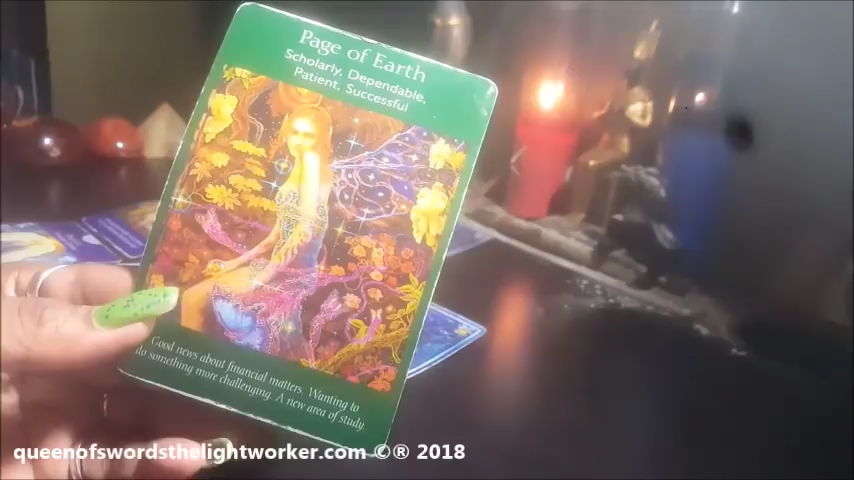 Page of Earth
Scholarly, Dependable,
Patient, Successful
Good news about financial matters. Wanting to
do something more challenging. A new area of study
queenofswordsthelightworker.com ©® 2018